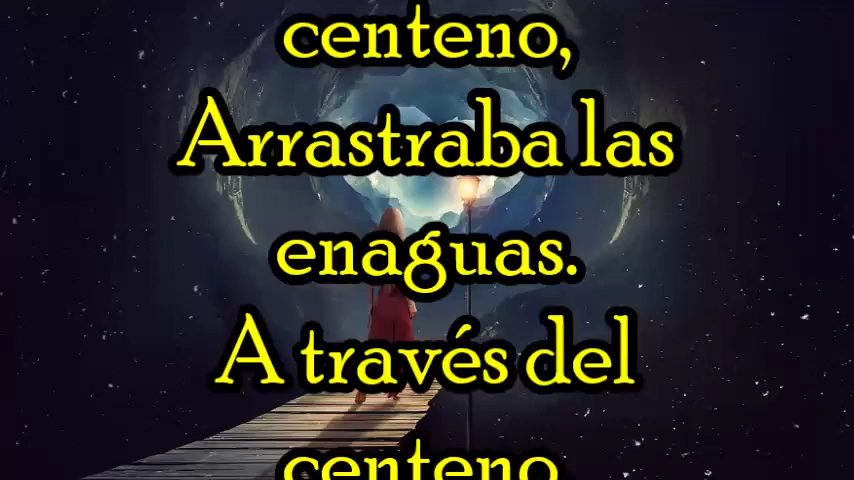 centeno,
Arrastraba las
enaguas.
A través del
centeno